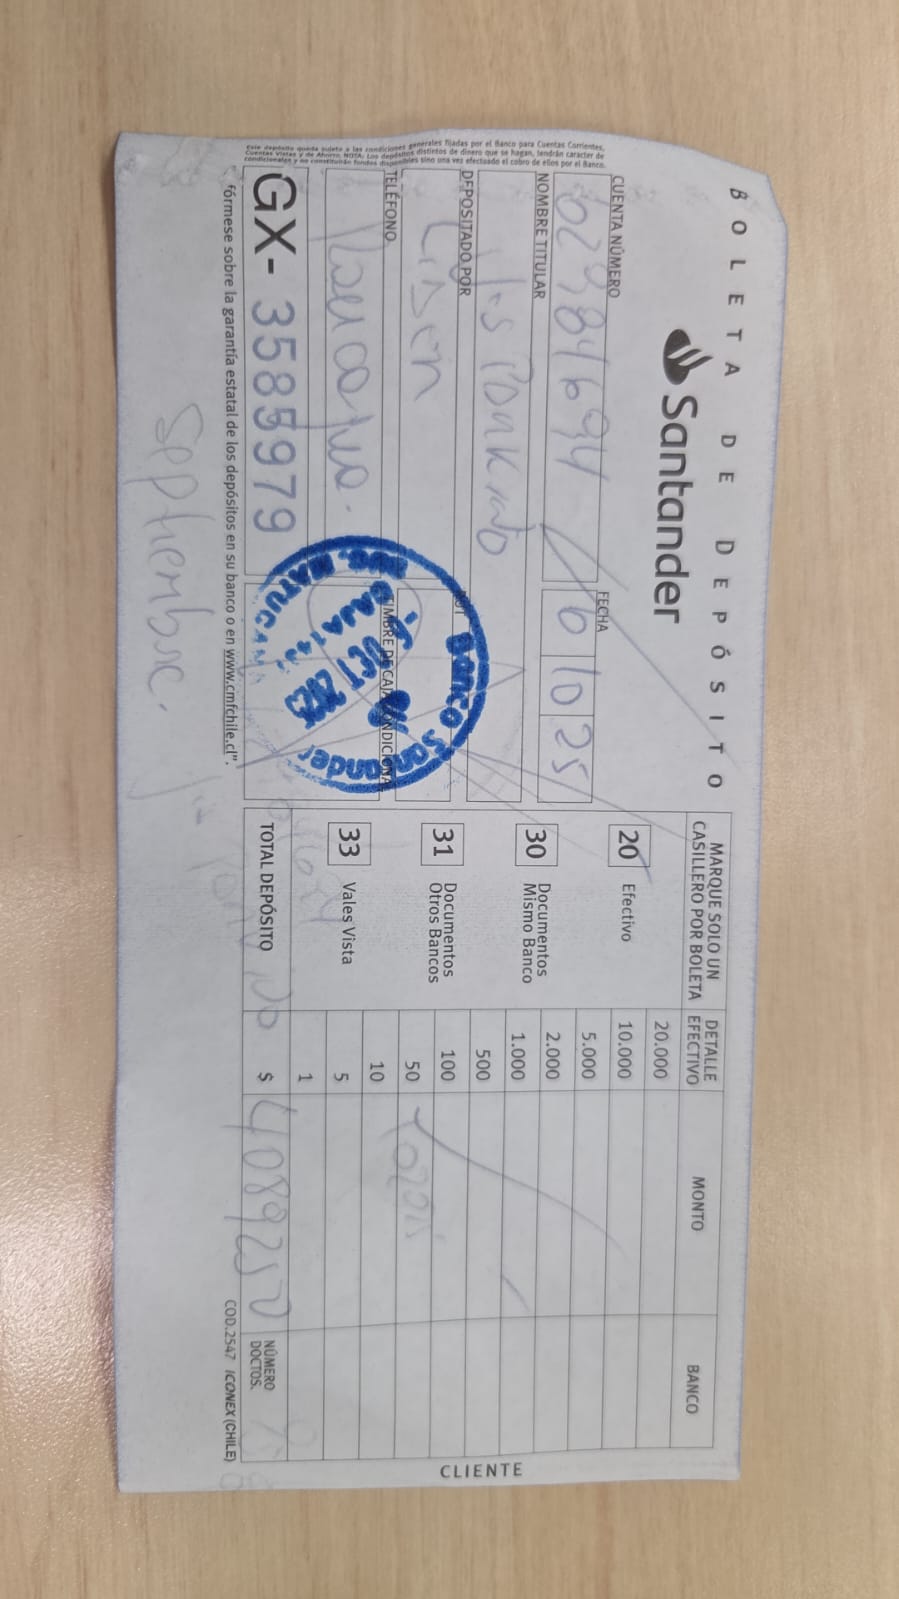 BOLETA DE DEPÓSITO
Santander
CUENTA NÚMERO
FECHA
16 10 25
NOMBRE TITULAR
DEPOSITADO POR
TELÉFONO
Rancagua.
TIMBRE DE CAJA CONDICIONAL
Banco Santander
OCT 2025
GX- 3585979
Este depósito queda sujeto a las condiciones generales fijadas por el Banco para Cuentas Corrientes,
Cuentas Vistas y de Ahorro. NOTA: Los depósitos distintos de dinero que se hagan, tendrán carácter de
condicionales y no constituirán fondos disponibles sino una vez efectuado el cobro de ellos por el Banco.
fórmese sobre la garantía estatal de los depósitos en su banco o en www.cmfchile.cl".
MARQUE SOLO UN
CASILLERO POR BOLETA
20 Efectivo
30 Documentos
Mismo Banco
31 Documentos
Otros Bancos
33 Vales Vista
DETALLE
EFECTIVO
MONTO
BANCO
20.000
10.000
5.000
2.000
1.000
500
100
50
10
5
1
TOTAL DEPÓSITO $ 4089250
NÚMERO
DOCTOS.
COD.2547 ICONEX (CHILE)
CLIENTE
Septiembre.